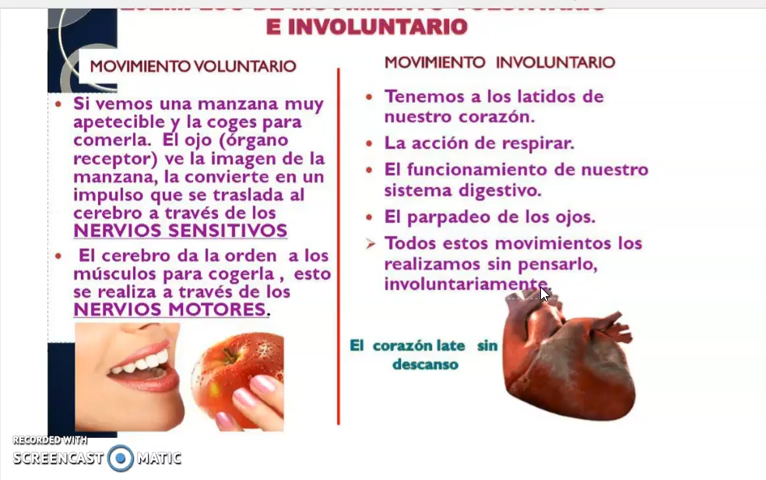 EJEMPLOS DE MOVIMIENTO VOLUNTARIO
E INVOLUNTARIO
MOVIMIENTO VOLUNTARIO
• Si vemos una manzana muy
apetecible y la coges para
comerla. El ojo (órgano
receptor) ve la imagen de la
manzana, la convierte en un
impulso que se traslada al
cerebro a través de los
NERVIOS SENSITIVOS
• El cerebro da la orden a los
músculos para cogerla , esto
se realiza a través de los
NERVIOS MOTORES.
MOVIMIENTO INVOLUNTARIO
• Tenemos a los latidos de
nuestro corazón.
• La acción de respirar.
• El funcionamiento de nuestro
sistema digestivo.
• El parpadeo de los ojos.
➤ Todos estos movimientos los
realizamos sin pensarlo,
involuntariamente.
El corazón late sin
descanso
RECORDED WITH
SCREENCAST MATIC